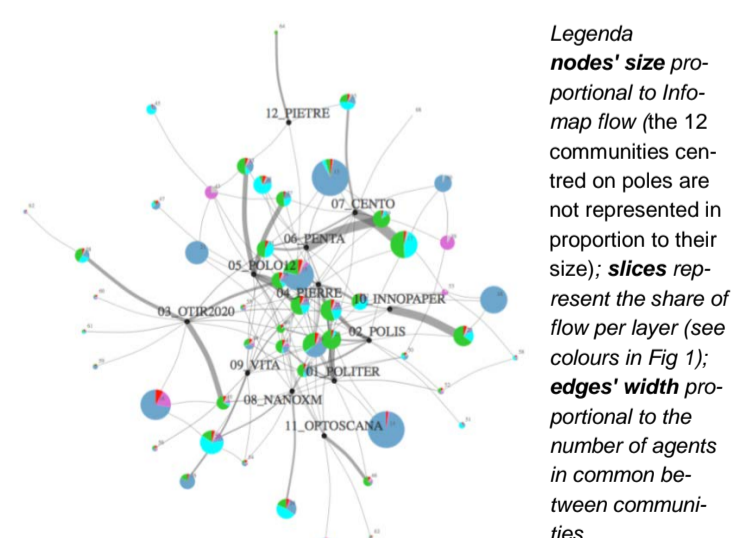 12_PIETRE
07_CENTO
06_PENTA
05_POLO12
04_PIERRE
10_INNOPAPER
03_OTIR2020
02_POLIS
09_VITA
01_POLITER
08_NANOXM
11_OPTOSCANA
Legenda
nodes' size pro-
portional to Info-
map flow (the 12
communities cen-
tred on poles are
not represented in
proportion to their
size); slices rep-
resent the share of
flow per layer (see
colours in Fig 1);
edges' width pro-
portional to the
number of agents
in common be-
tween communi-
ties